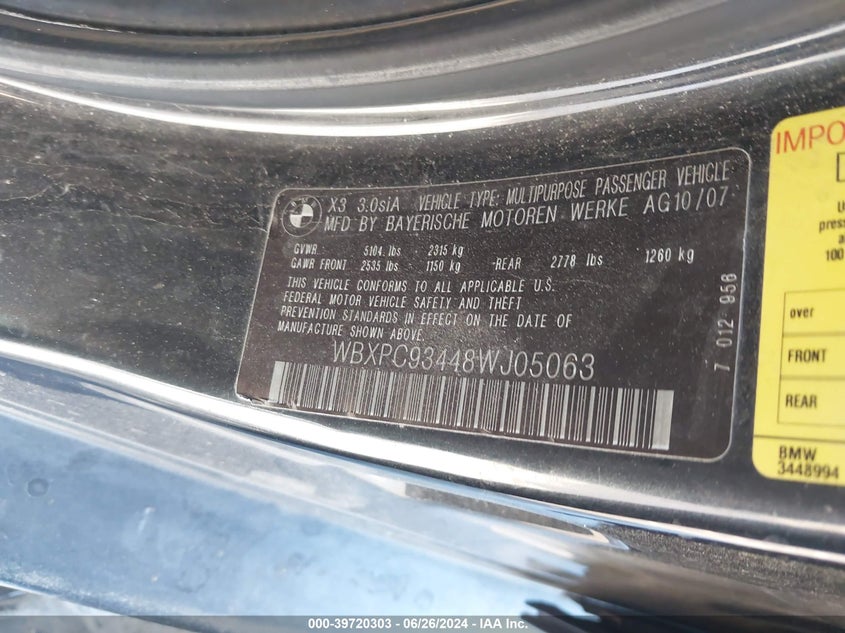 BMW
X3 3.0siA VEHICLE TYPE: MULTIPURPOSE PASSENGER VEHICLE
MFD BY BAYERISCHE MOTOREN WERKE AG10/07
GVWR 5104 lbs 2315 kg
GAWR FRONT 2535 lbs 1150 kg -REAR 2778 lbs 1260 kg
THIS VEHICLE CONFORMS TO ALL APPLICABLE U.S.
FEDERAL MOTOR VEHICLE SAFETY AND THEFT
PREVENTION STANDARDS IN EFFECT ON THE DATE OF
MANUFACTURE SHOWN ABOVE.
WBXPC93448WJ05063
7 012 958
IMPO
press
a
100
over
FRONT
REAR
BMW
3448994
000-39720303 - 06/26/2024 - IAA Inc.